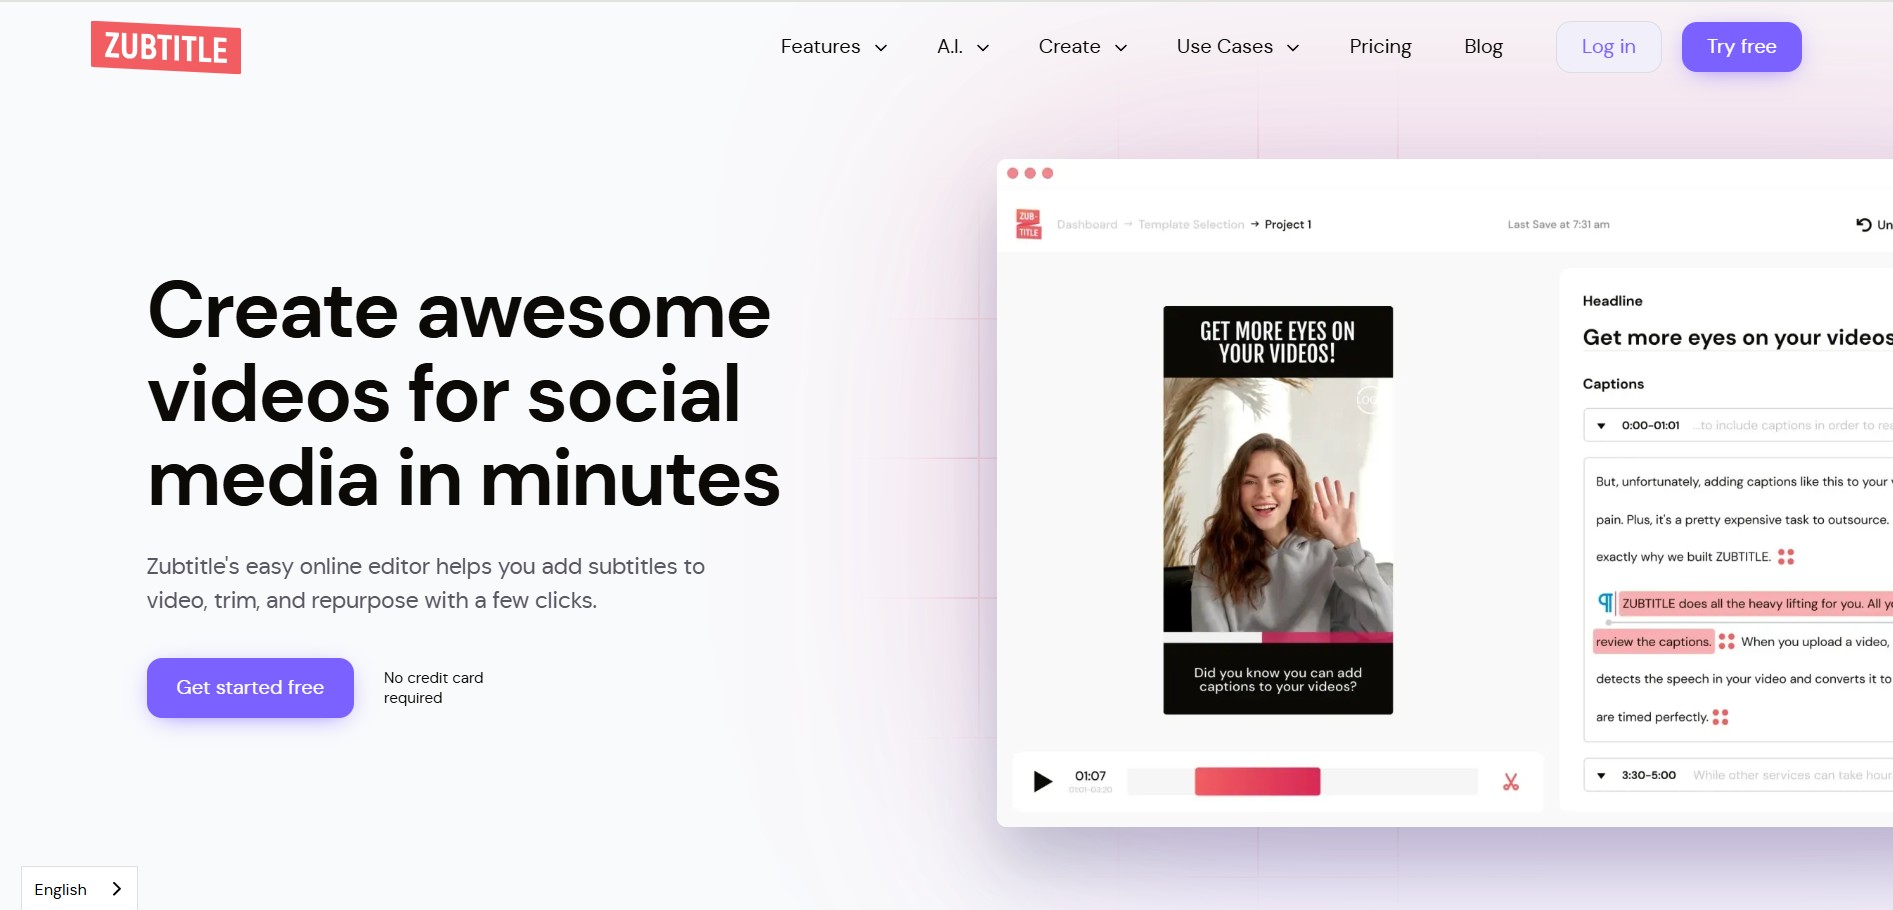 ZUBTITLE
Features
A.I.
Create
Use Cases
Pricing
Blog
Log in
Try free
Create awesome
videos for social
media in minutes
Zubtitle's easy online editor helps you add subtitles to
video, trim, and repurpose with a few clicks.
Get started free
No credit card
required
English
ZUB-
TITLE
Dashboard → Template Selection → Project 1
Last Save at 7:31 am
GET MORE EYES ON
YOUR VIDEOS!
Did you know you can add
captions to your videos?
01:07
01:01-03:20
Headline
Get more eyes on your videos
Captions
0:00-01:01 ...to include captions in order to
But, unfortunately, adding captions like this to your
pain. Plus, it's a pretty expensive task to outsource.
exactly why we built ZUBTITLE.
ZUBTITLE does all the heavy lifting for you. All
review the captions. When you upload a video,
detects the speech in your video and converts it to
are timed perfectly.
3:30-5:00 While other services can take hour